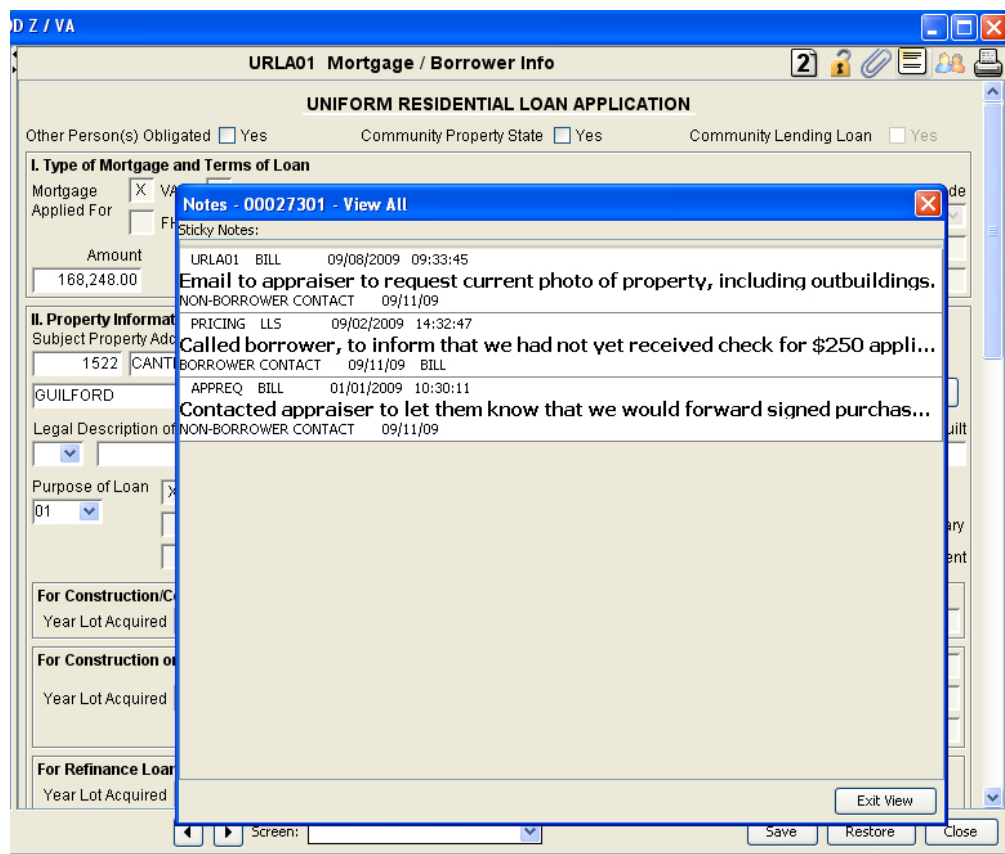 D Z / VA
URLA01 Mortgage / Borrower Info
2
UNIFORM RESIDENTIAL LOAN APPLICATION
Other Person(s) Obligated Yes Community Property State Yes Community Lending Loan Yes
I. Type of Mortgage and Terms of Loan
Mortgage X VA
Applied For FH
de
Amount
168,248.00
Notes - 00027301 - View All
Sticky Notes:
URLA01 BILL 09/08/2009 09:33:45
Email to appraiser to request current photo of property, including outbuildings.
NON-BORROWER CONTACT 09/11/09
PRICING LLS 09/02/2009 14:32:47
Called borrower, to inform that we had not yet received check for $250 appli...
BORROWER CONTACT 09/11/09 BILL
APPREQ BILL 01/01/2009 10:30:11
Contacted appraiser to let them know that we would forward signed purchas...
NON-BORROWER CONTACT 09/11/09
II. Property Informat
Subject Property Add
1522 CANT
GUILFORD
Legal Description of
uilt
Purpose of Loan X
01
ary
ent
For Construction/C
Year Lot Acquired
For Construction or
Year Lot Acquired
For Refinance Loar
Year Lot Acquired
Exit View
Screen: Save Restore Close